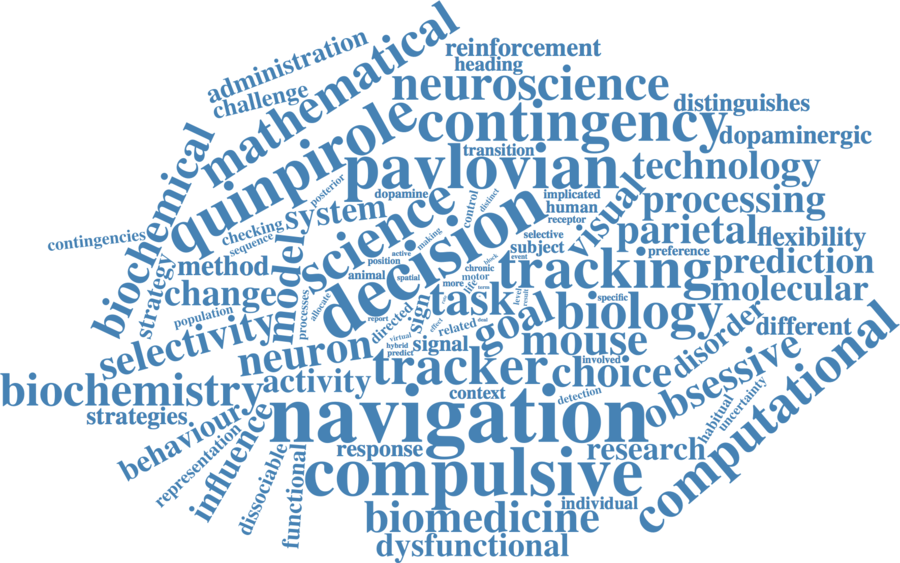 mathematical
administration
reinforcement
heading
challenge
neuroscience
distinguishes
quinpirole
contingency
dopaminergic
biochemical
transition
pavlovian
technology
posterior
dopamine
control
distinct
implicated
visual
processing
system
science
decision
human
receptor
contingencies
checking
sequence
making
active
selective
subject
parietal
flexibility
method
model
position
block
event
preference
strategy
animal
spatial
chronic
motor
tracking
prediction
change
processes
allocate
sign
more
life
term
task
level
result
specific
molecular
population
report
directed
virtual
effect
related
goal
biology
different
selectivity
neuron
hybrid
predict
signal
mouse
disorder
computational
biochemistry
activity
tracker
choice
involved
obsessive
strategies
context
detection
habitual
uncertainty
behaviour
influence
navigation
representation
response
research
dissociable
functional
compulsive
individual
biomedicine
dysfunctional